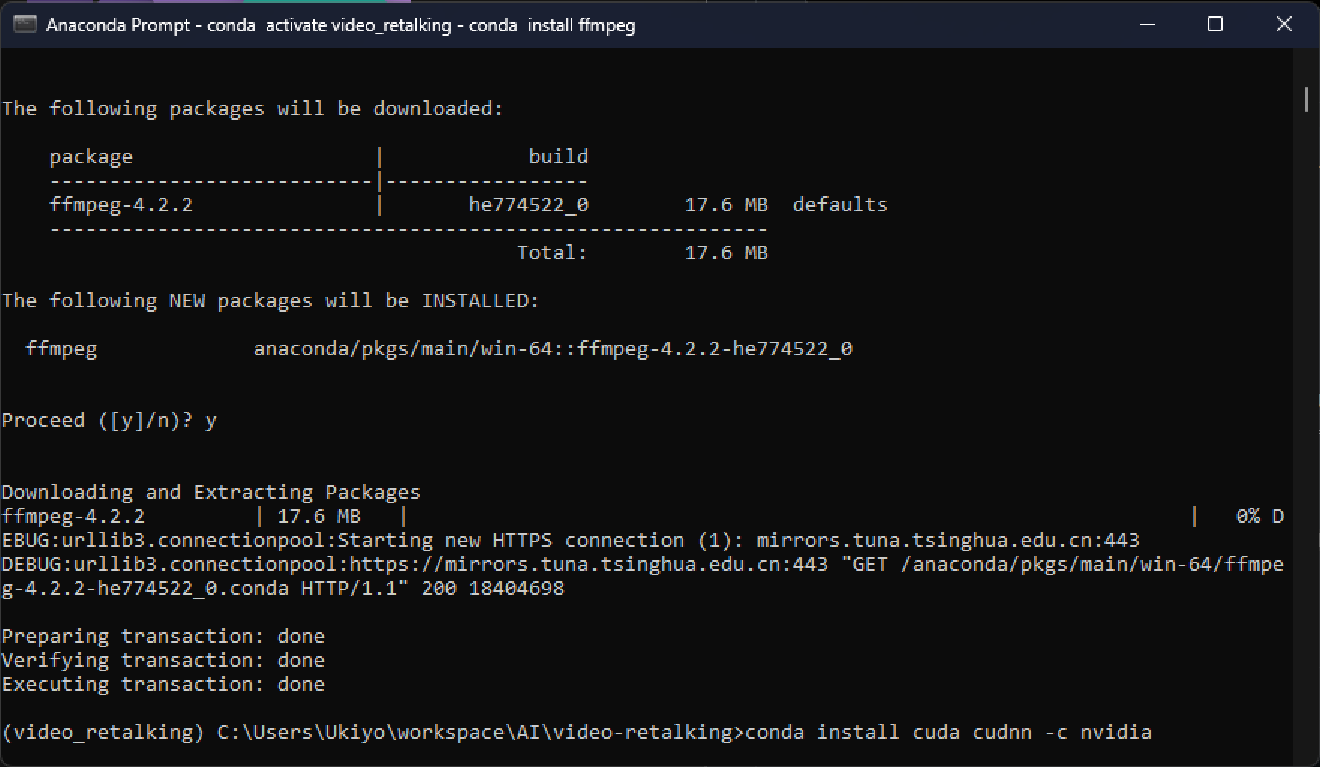 Anaconda Prompt - conda  activate video_retalking - conda  install ffmpeg
The following packages will be downloaded:
    package                    |            build
    ---------------------------|-----------------
    ffmpeg-4.2.2               |       he774522_0        17.6 MB  defaults
    ------------------------------------------------------------
                                           Total:        17.6 MB
The following NEW packages will be INSTALLED:
  ffmpeg             anaconda/pkgs/main/win-64::ffmpeg-4.2.2-he774522_0
Proceed ([y]/n)? y
Downloading and Extracting Packages
ffmpeg-4.2.2         | 17.6 MB   |                                                                  |   0% D
EBUG:urllib3.connectionpool:Starting new HTTPS connection (1): mirrors.tuna.tsinghua.edu.cn:443
DEBUG:urllib3.connectionpool:https://mirrors.tuna.tsinghua.edu.cn:443 "GET /anaconda/pkgs/main/win-64/ffmpe
g-4.2.2-he774522_0.conda HTTP/1.1" 200 18404698
Preparing transaction: done
Verifying transaction: done
Executing transaction: done
(video_retalking) C:\Users\Ukiyo\workspace\AI\video-retalking>conda install cuda cudnn -c nvidia